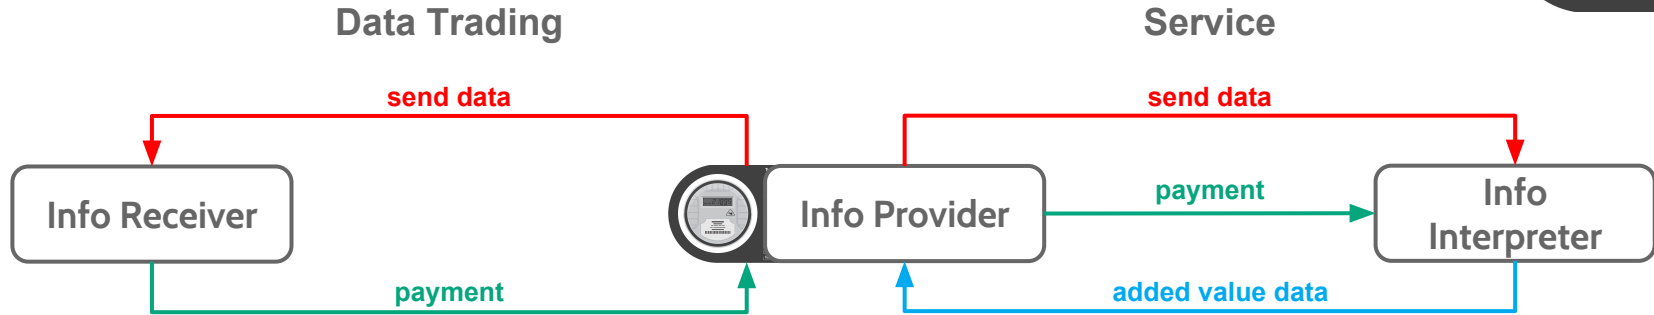 Data Trading
Service
send data
send data
Info Receiver
Info Provider
payment
Info
Interpreter
payment
added value data